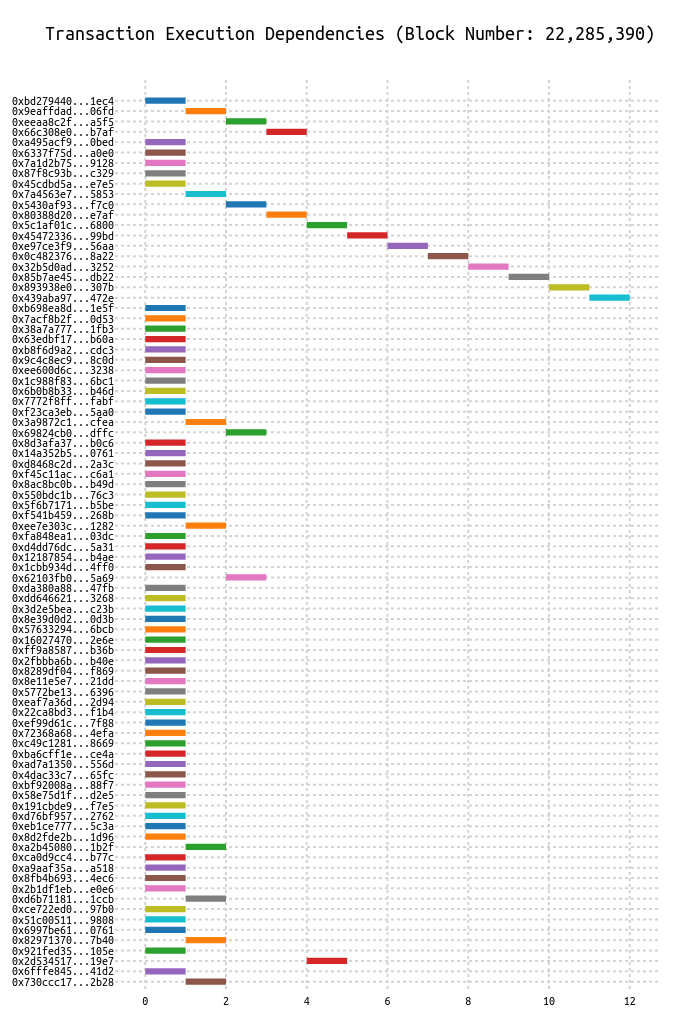 Transaction Execution Dependencies (Block Number: 22,285,390)
0xbd279440...1ec4
0x9eaffdad...06fd
0xeeaa8c2f...a5f5
0x66c308e0...b7af
0xa495acf9...0bed
0x6337f75d...a0e0
0x7a1d2b75...9128
0x87f8c93b...c329
0x45cdbd5a...e7e5
0x7a4563e7...5853
0x5430af93...f7c0
0x80388d20...e7af
0x5c1af01c...6800
0x45472336...99bd
0xe97ce3f9...56aa
0x0c482376...8a22
0x32b5d0ad...3252
0x85b7ae45...db22
0x893938e0...307b
0x439aba97...472e
0xb698ea8d...1e5f
0x7acf8b2f...0d53
0x38a7a777...1fb3
0x63edbf17...b60a
0xb8f6d9a2...cdc3
0x9c4c8ec9...8c0d
0xee600d6c...3238
0x1c988f83...6bc1
0x6b0b8b33...b46d
0x7772f8ff...fabf
0xf23ca3eb...5aa0
0x3a9872c1...cfea
0x69824cb0...dffc
0x8d3afa37...b0c6
0x14a352b5...0761
0xd8468c2d...2a3c
0xf45c11ac...c6a1
0x8ac8bc0b...b49d
0x550bdc1b...76c3
0x5f6b7171...b5be
0xf541b459...268b
0xee7e303c...1282
0xfa848ea1...03dc
0xd4dd76dc...5a31
0x12187854...b4ae
0x1cbb934d...4ff0
0x62103fb0...5a69
0xda380a88...47fb
0xdd646621...3268
0x3d2e5bea...c23b
0x8e39d0d2...0d3b
0x57633294...6bcb
0x16027470...2e6e
0xff9a8587...b36b
0x2fbbba6b...b40e
0x8289df04...f869
0x8e11e5e7...21dd
0x5772be13...6396
0xeaf7a36d...2d94
0x22ca8bd3...f1b4
0xef99d61c...7f88
0x72368a68...4efa
0xc49c1281...8669
0xba6cff1e...ce4a
0xad7a1350...556d
0x4dac33c7...65fc
0xbf92008a...88f7
0x58e75d1f...d2e5
0x191cbde9...f7e5
0xd76bf957...2762
0xeb1ce777...5c3a
0x8d2fde2b...1d96
0xa2b45080...1b2f
0xca0d9cc4...b77c
0xa9aaf35a...a518
0x8fb4b693...4ec6
0x2b1df1eb...e0e6
0xd6b71181...1ccb
0xce722ed0...97b0
0x51c00511...9808
0x6997be61...0761
0x82971370...7b40
0x921fed35...105e
0x2d534517...19e7
0x6fffe845...41d2
0x730ccc17...2b28
0 2 4 6 8 10 12